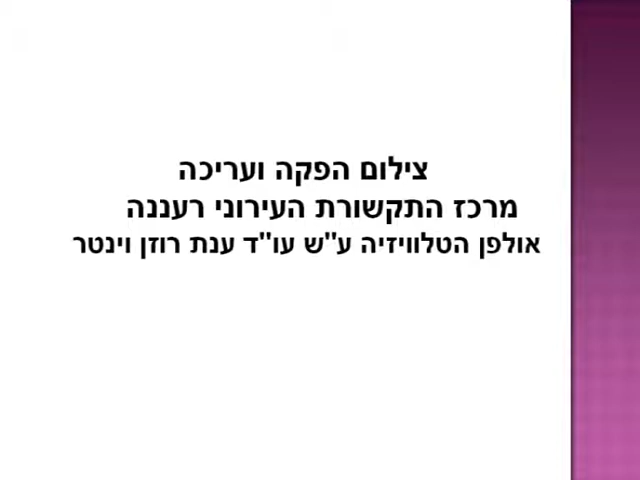 צילום הפקה ועריכה
מרכז התקשורת העירוני רעננה
אולפן הטלוויזיה ע"ש עו"ד ענת רוזן וינטר